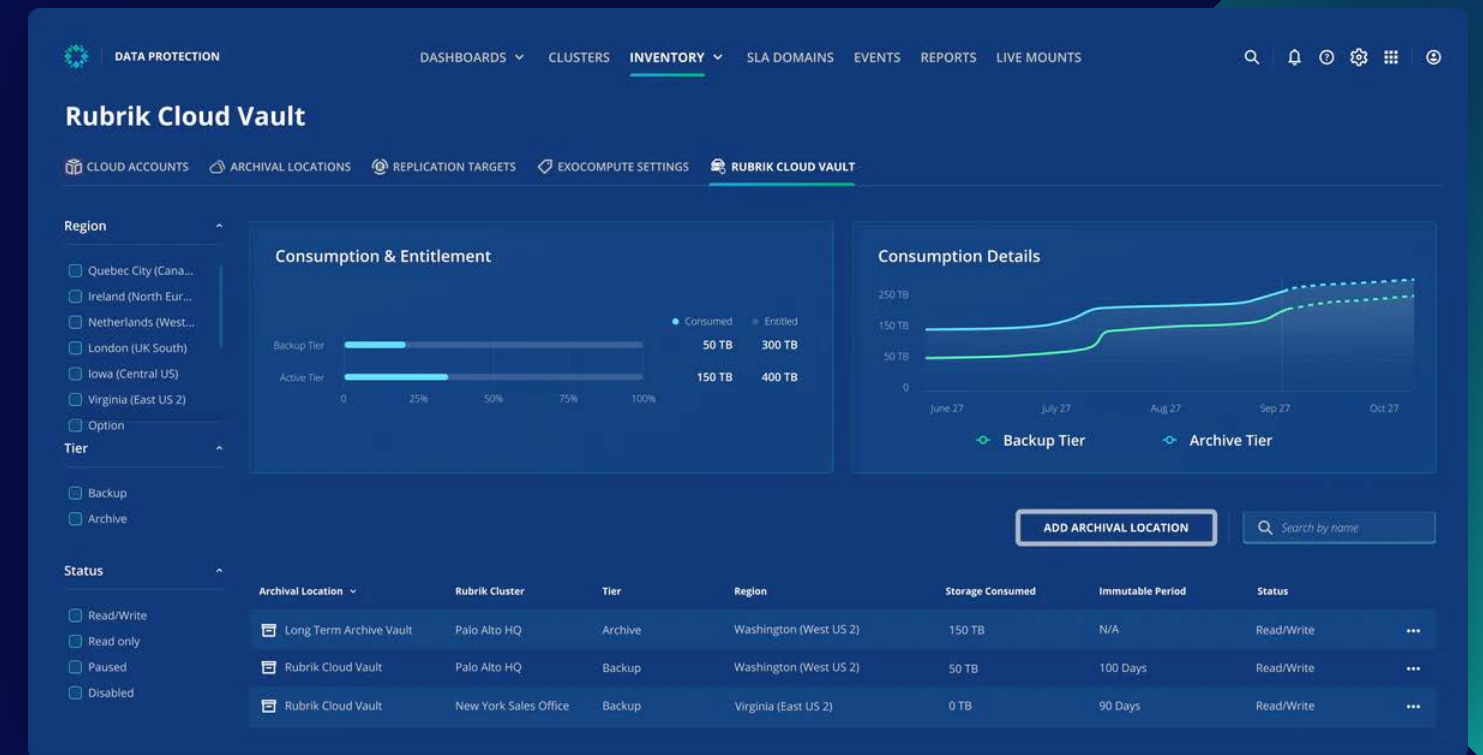 DATA PROTECTION
DASHBOARDS CLUSTERS INVENTORY SLA DOMAINS EVENTS REPORTS LIVE MOUNTS
Rubrik Cloud Vault
CLOUD ACCOUNTS ARCHIVAL LOCATIONS REPLICATION TARGETS EXOCOMPUTE SETTINGS RUBRIK CLOUD VAULT
Region
Quebec City (Cana...
Ireland (North Eur...
Netherlands (West...
London (UK South)
Iowa (Central US)
Virginia (East US 2)
Option
Tier
Backup
Archive
Status
Read/Write
Read only
Paused
Disabled
Consumption & Entitlement
Consumed Entitled
Backup Tier 50 TB 300 TB
Active Tier 150 TB 400 TB
0 25% 50% 75% 100%
Consumption Details
250 TB
150 TB
50 TB
0
June 27 July 27 Aug 27 Sep 27 Oct 27
Backup Tier Archive Tier
ADD ARCHIVAL LOCATION Search by name
Archival Location Rubrik Cluster Tier Region Storage Consumed Immutable Period Status
Long Term Archive Vault Palo Alto HQ Archive Washington (West US 2) 150 TB N/A Read/Write
Rubrik Cloud Vault Palo Alto HQ Backup Washington (West US 2) 50 TB 100 Days Read/Write
Rubrik Cloud Vault New York Sales Office Backup Virginia (East US 2) 0 TB 90 Days Read/Write